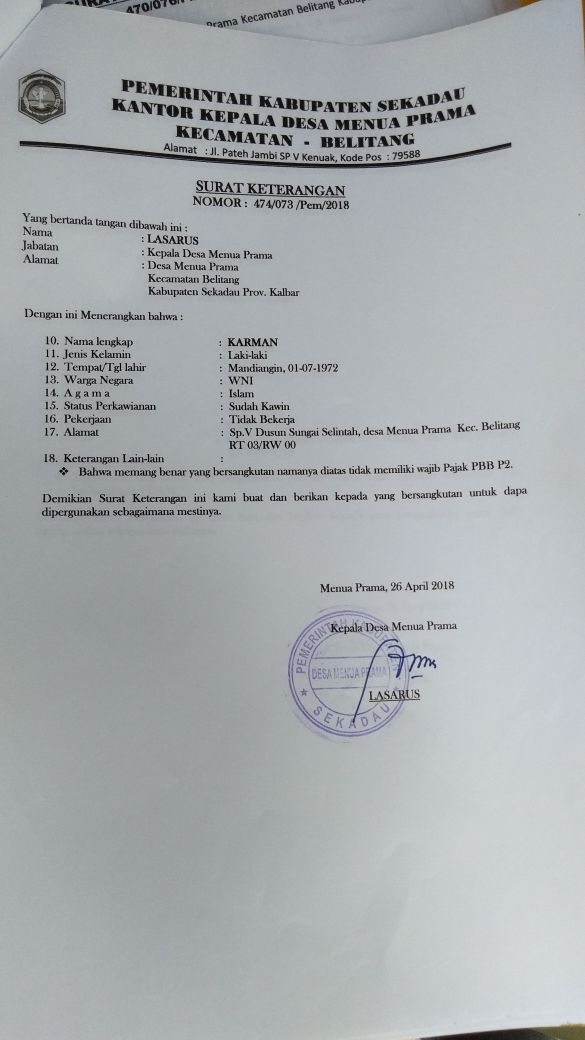 470/076/
Prama Kecamatan Belitang Kabup
PEMERINTAH KABUPATEN SEKADAU
KANTOR KEPALA DESA MENUA PRAMA
KECAMATAN - BELITANG
Alamat : Jl. Pateh Jambi SP V Kenuak, Kode Pos : 79588
SURAT KETERANGAN
NOMOR : 474/073 /Pem/2018
Yang bertanda tangan dibawah ini :
Nama : LASARUS
Jabatan : Kepala Desa Menua Prama
Alamat : Desa Menua Prama
Kecamatan Belitang
Kabupaten Sekadau Prov. Kalbar
Dengan ini Menerangkan bahwa :
10. Nama lengkap : KARMAN
11. Jenis Kelamin : Laki-laki
12. Tempat/Tgl lahir : Mandiangin, 01-07-1972
13. Warga Negara : WNI
14. A g a m a : Islam
15. Status Perkawianan : Sudah Kawin
16. Pekerjaan : Tidak Bekerja
17. Alamat : Sp.V Dusun Sungai Selintah, desa Menua Prama Kec. Belitang
RT 03/RW 00
18. Keterangan Lain-lain :
❖ Bahwa memang benar yang bersangkutan namanya diatas tidak memiliki wajib Pajak PBB P2.
Demikian Surat Keterangan ini kami buat dan berikan kepada yang bersangkutan untuk dapa
dipergunakan sebagaimana mestinya.
Menua Prama, 26 April 2018
Kepala Desa Menua Prama
PEMERINTAH KABUPATEN
DESA MENUA PRAMA
SEKADAU
LASARUS